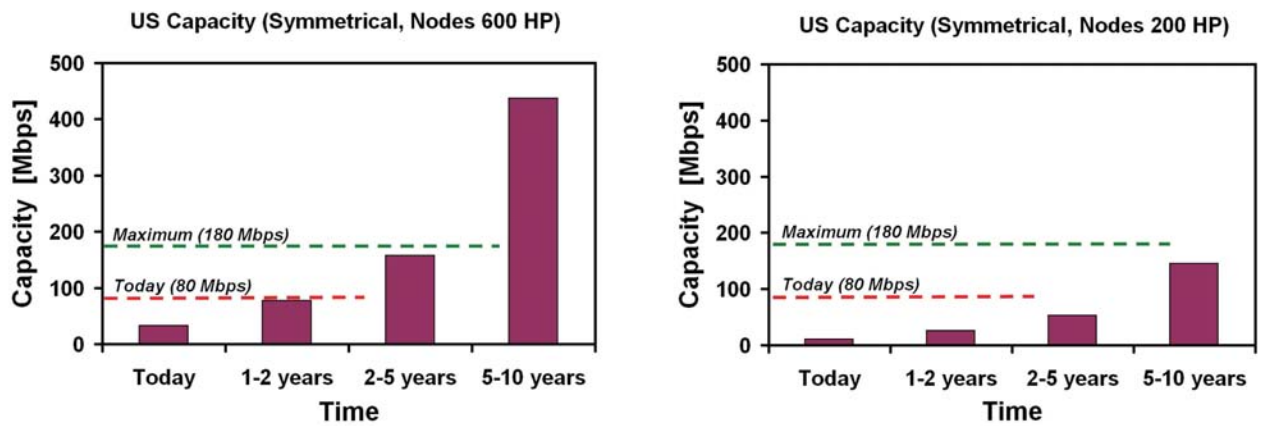 US Capacity (Symmetrical, Nodes 600 HP)
500
400
300
200
100
0
Capacity [Mbps]
Maximum (180 Mbps)
Today (80 Mbps)
Today 1-2 years 2-5 years 5-10 years
Time
US Capacity (Symmetrical, Nodes 200 HP)
500
400
300
200
100
0
Capacity [Mbps]
Maximum (180 Mbps)
Today (80 Mbps)
Today 1-2 years 2-5 years 5-10 years
Time